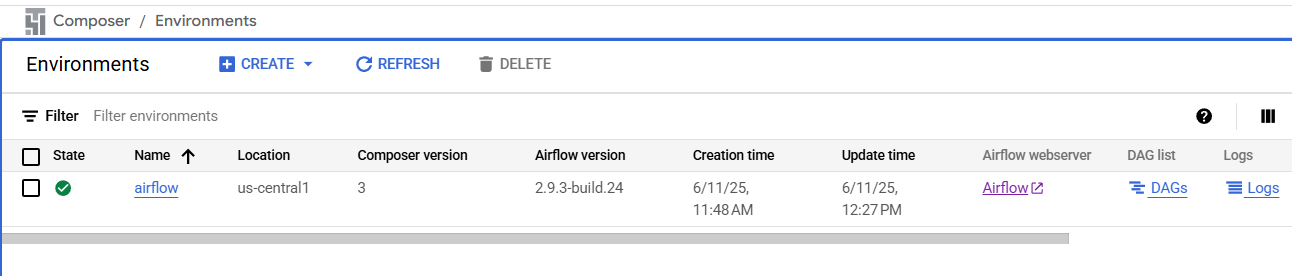 Composer / Environments
Environments CREATE REFRESH DELETE
Filter Filter environments
State Name Location Composer version Airflow version Creation time Update time Airflow webserver DAG list Logs
airflow us-central1 3 2.9.3-build.24 6/11/25, 6/11/25, Airflow DAGs Logs
11:48 AM 12:27 PM